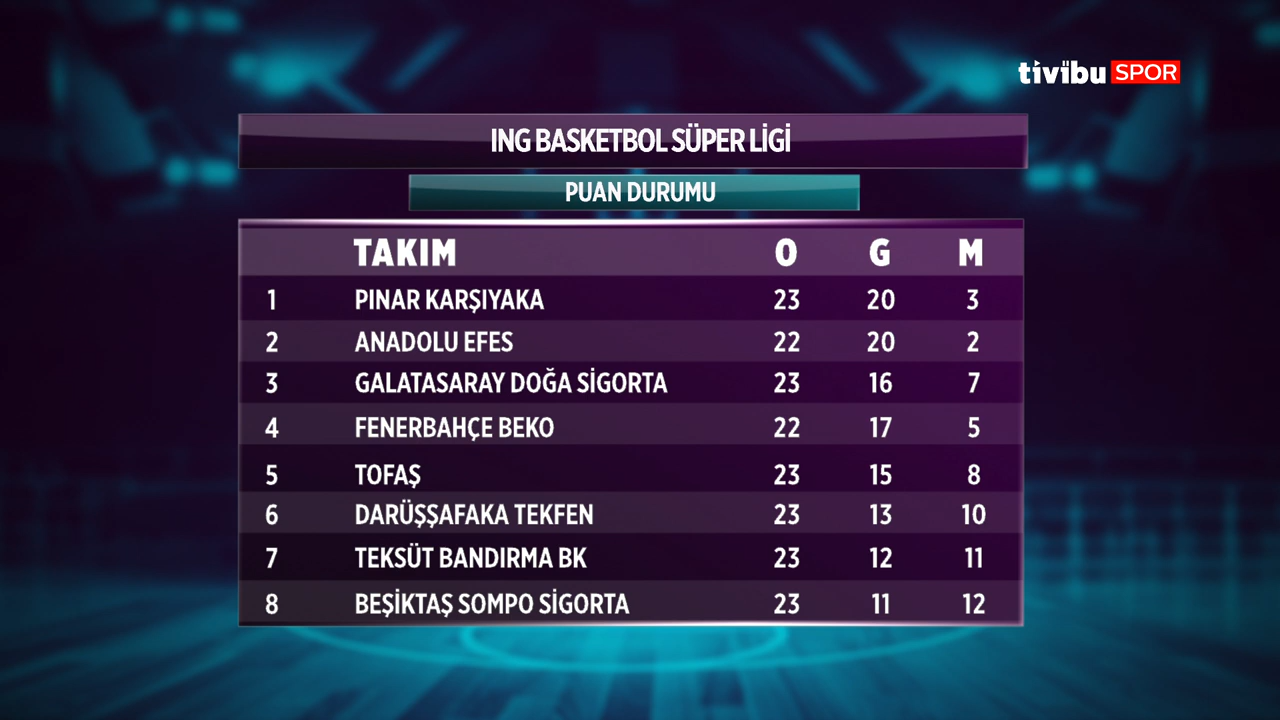 tivibu SPOR
ING BASKETBOL SÜPER LİGİ
PUAN DURUMU
TAKIM O G M
1 PINAR KARŞIYAKA 23 20 3
2 ANADOLU EFES 22 20 2
3 GALATASARAY DOĞA SİGORTA 23 16 7
4 FENERBAHÇE BEKO 22 17 5
5 TOFAŞ 23 15 8
6 DARÜŞŞAFAKA TEKFEN 23 13 10
7 TEKSÜT BANDIRMA BK 23 12 11
8 BEŞİKTAŞ SOMPO SİGORTA 23 11 12